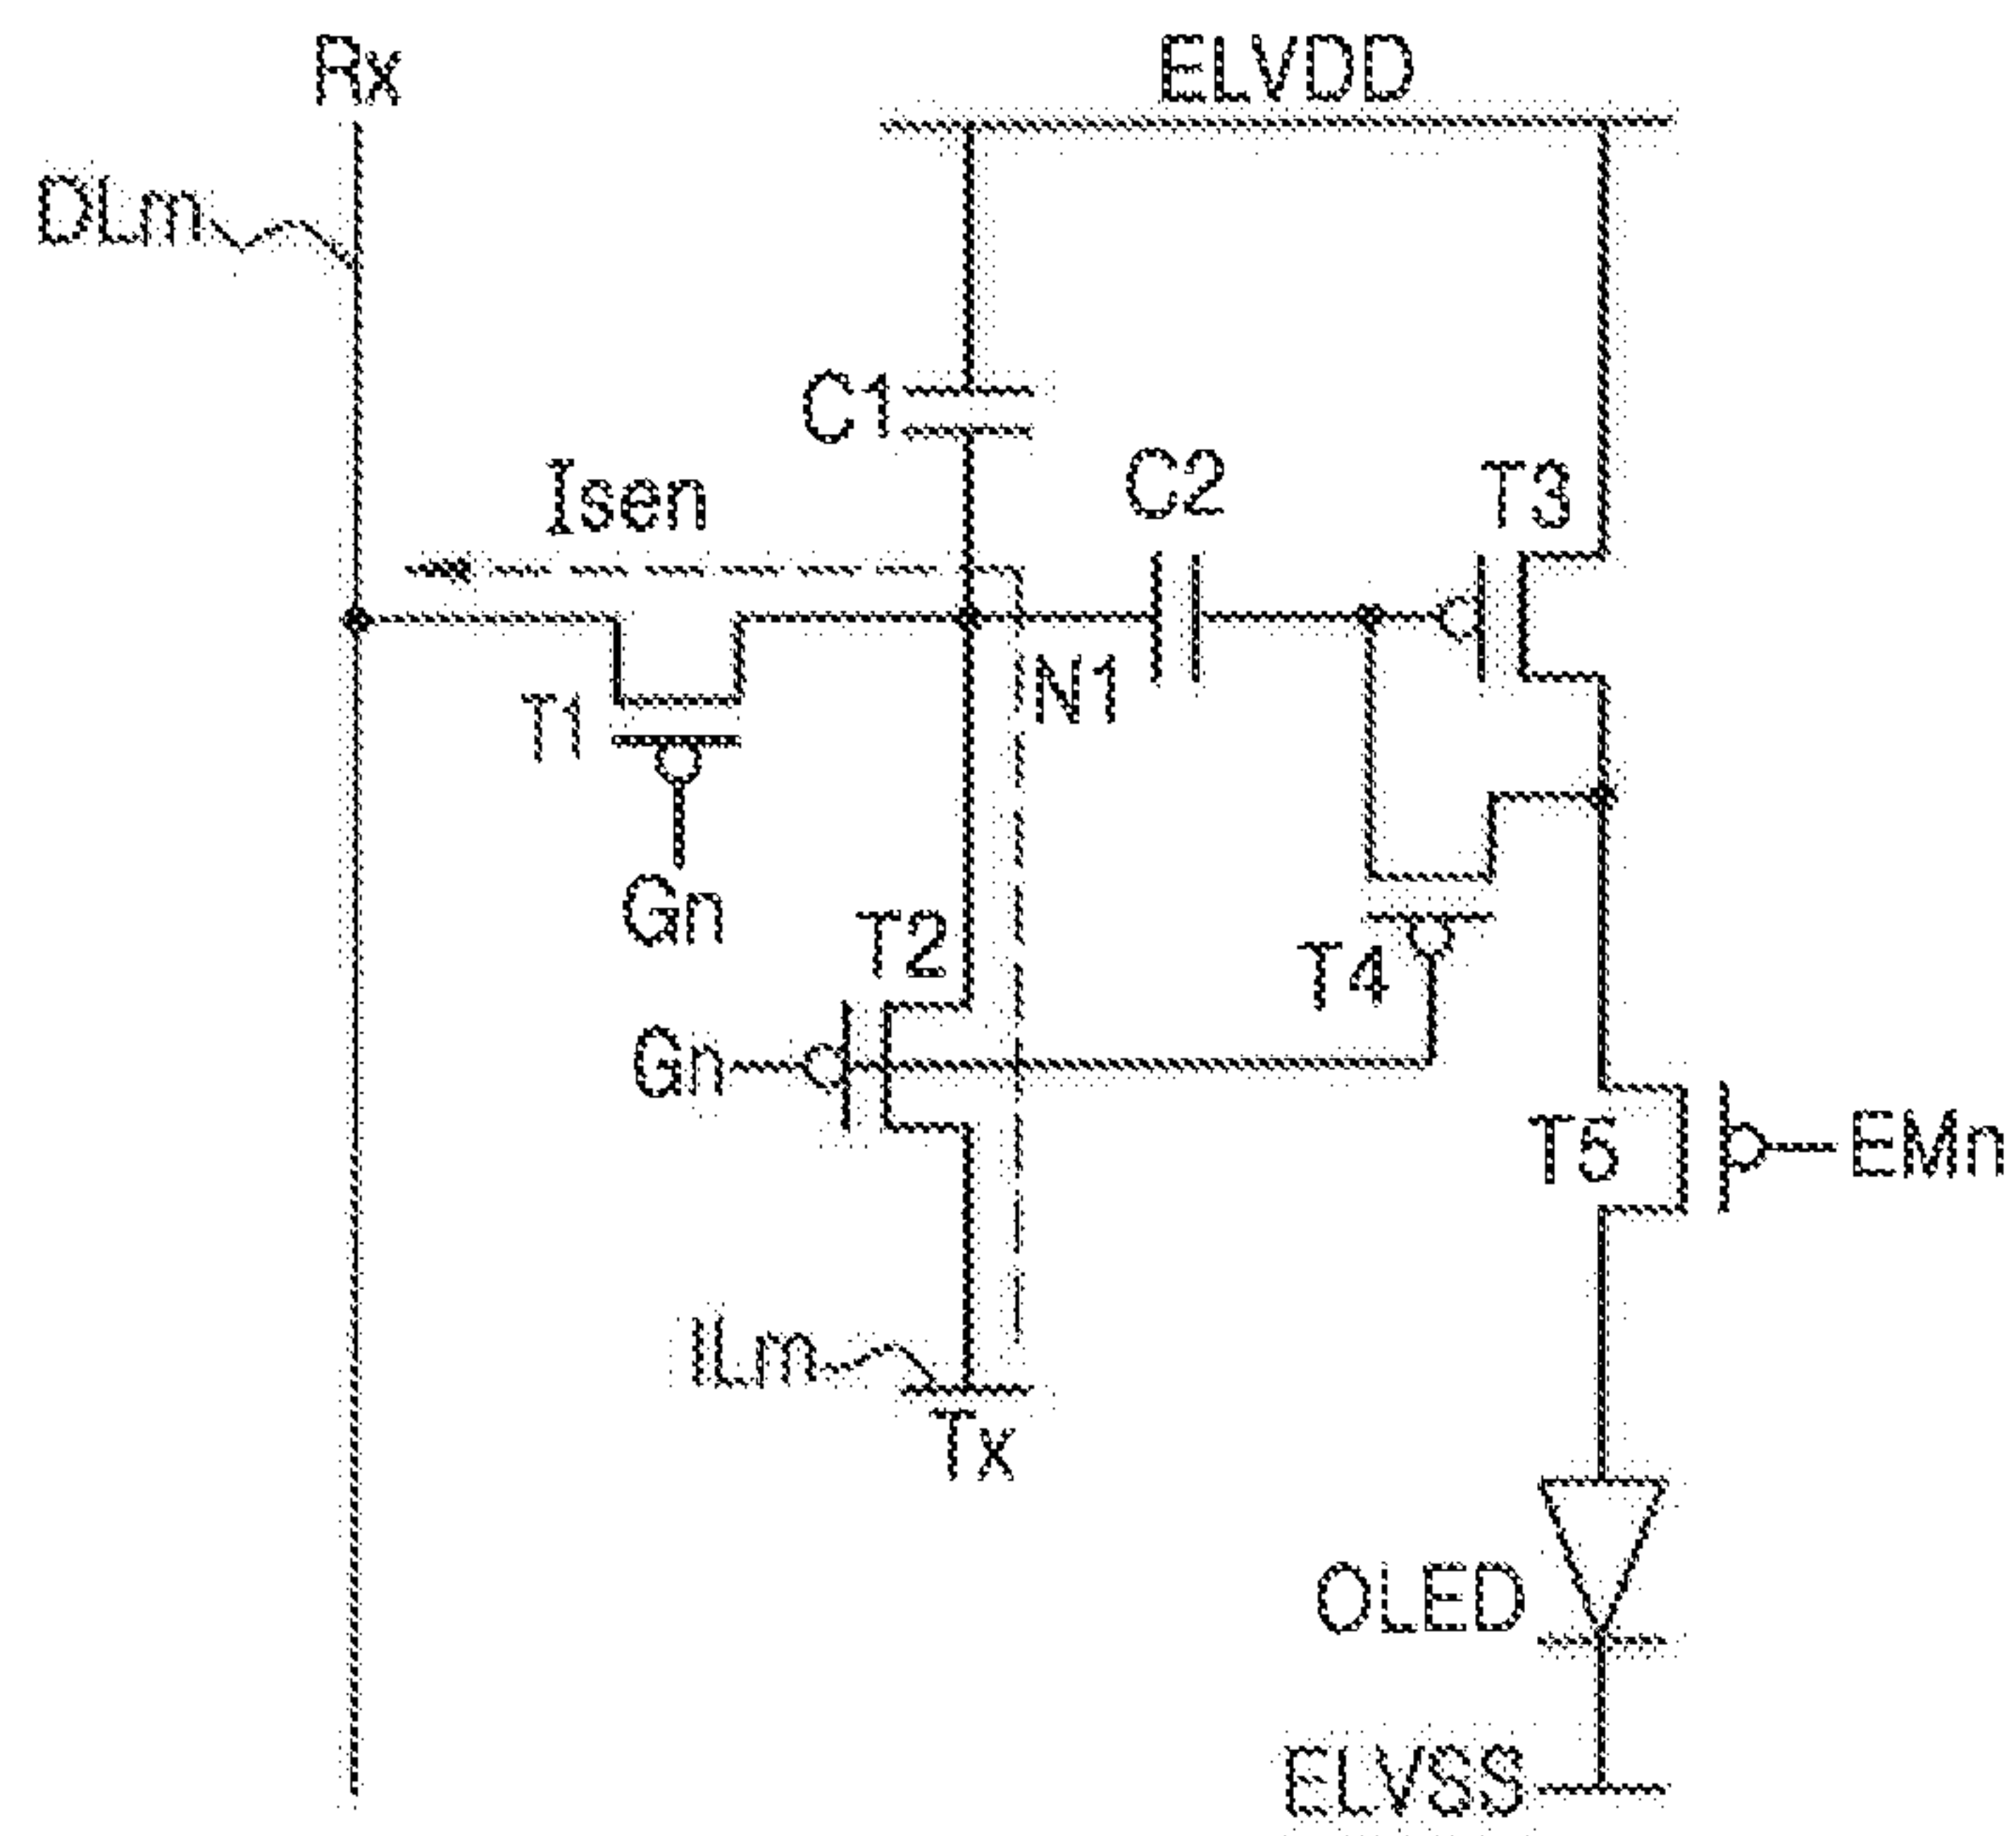 Rx
ELVDD
DLm
C1
Isen
C2
T3
N1
T1
Gn
T2
T4
Gn
T5
EMn
ILm
Tx
OLED
ELVSS